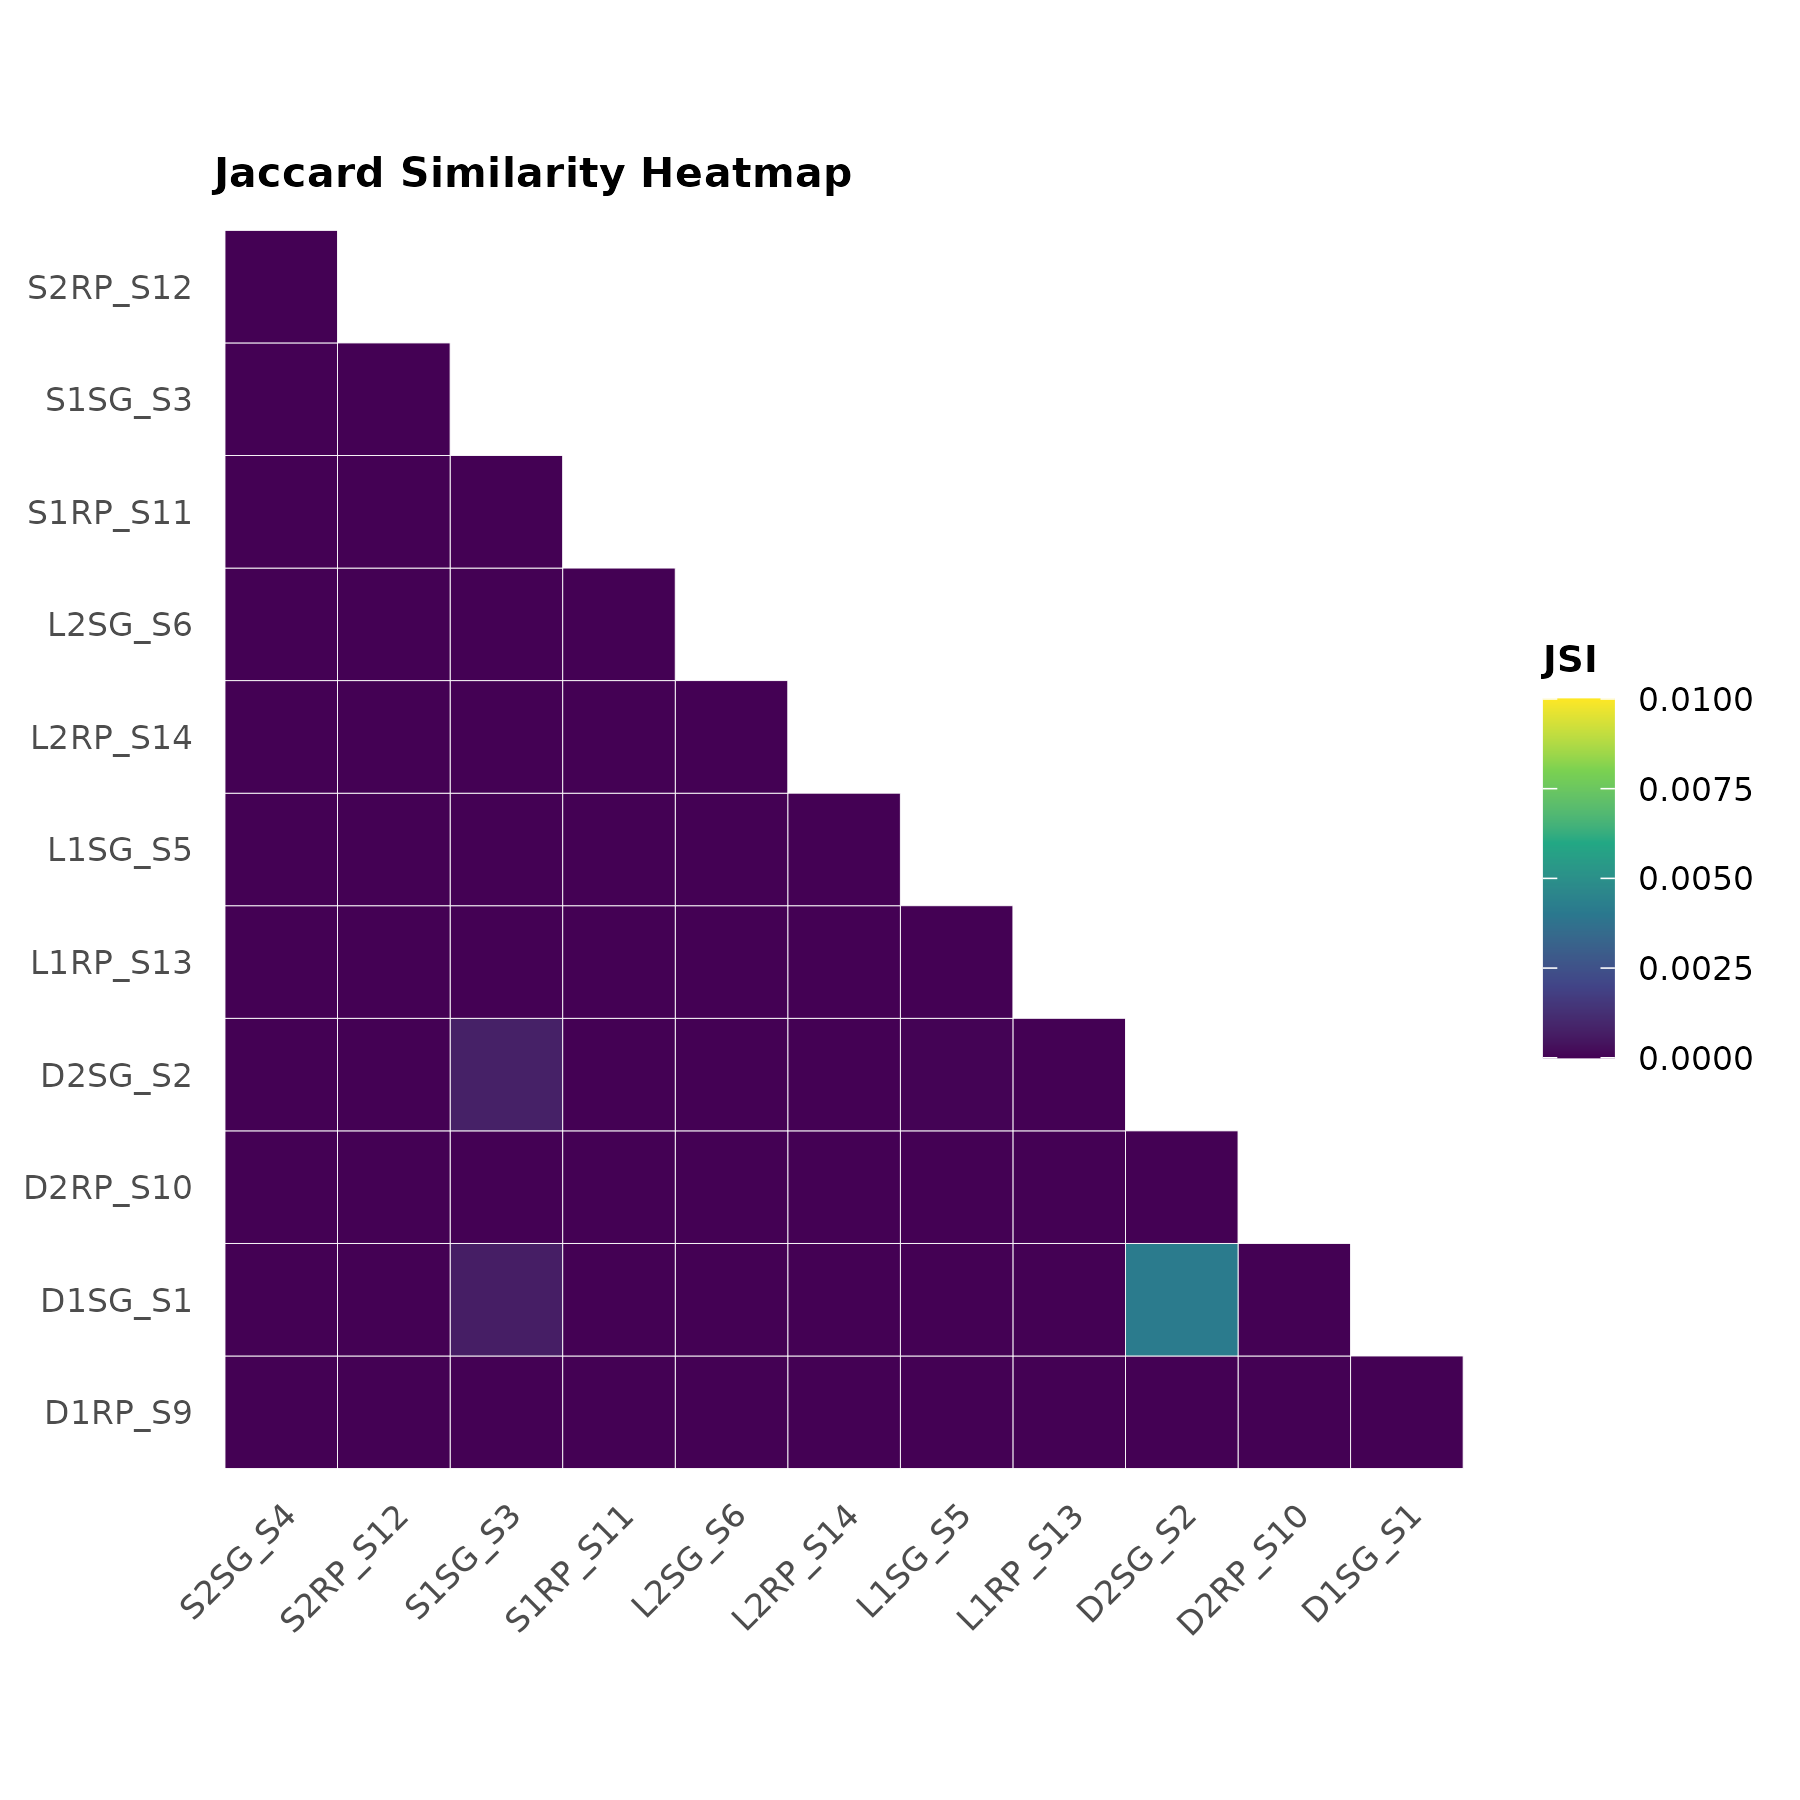 Jaccard Similarity Heatmap
S2RP_S12
S1SG_S3
S1RP_S11
L2SG_S6
L2RP_S14
L1SG_S5
L1RP_S13
D2SG_S2
D2RP_S10
D1SG_S1
D1RP_S9
S2SG_S4
S2RP_S12
S1SG_S3
S1RP_S11
L2SG_S6
L2RP_S14
L1SG_S5
L1RP_S13
D2SG_S2
D2RP_S10
D1SG_S1
JSI
0.0100
0.0075
0.0050
0.0025
0.0000